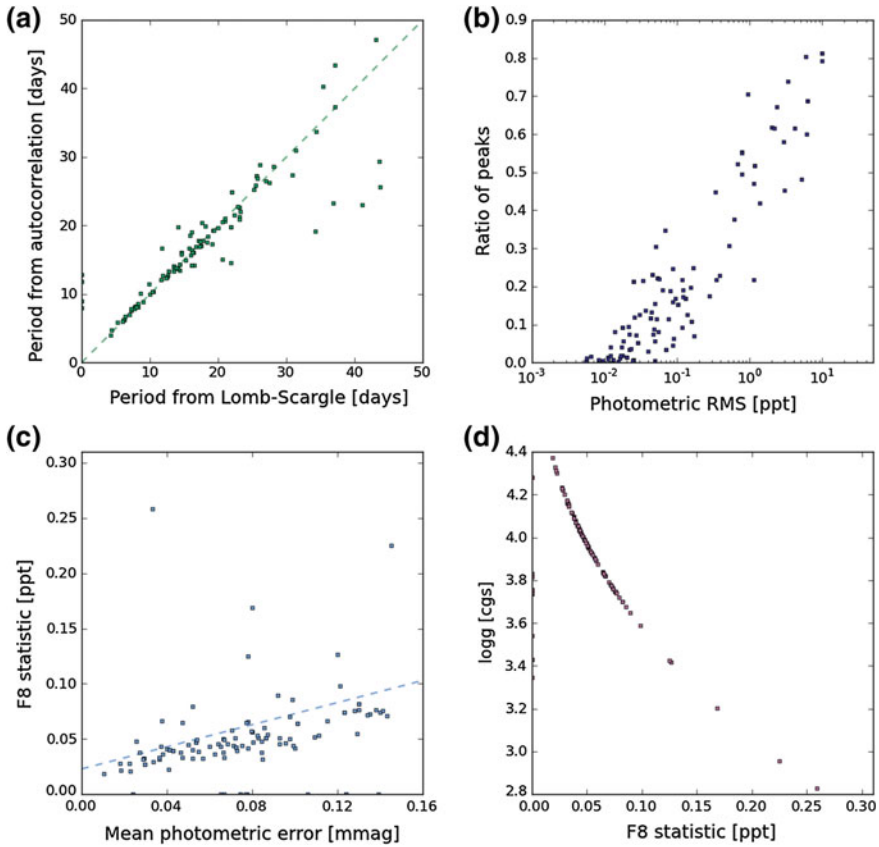 (a)
50
40
30
20
10
0
Period from autocorrelation [days]
0 10 20 30 40 50
Period from Lomb-Scargle [days]
(b)
0.9
0.8
0.7
0.6
0.5
0.4
0.3
0.2
0.1
0.0
Ratio of peaks
10⁻³ 10⁻² 10⁻¹ 10⁰ 10¹
Photometric RMS [ppt]
(c)
0.30
0.25
0.20
0.15
0.10
0.05
0.00
F8 statistic [ppt]
0.00 0.04 0.08 0.12 0.16
Mean photometric error [mmag]
(d)
4.4
4.2
4.0
3.8
3.6
3.4
3.2
3.0
2.8
logg [cgs]
0.00 0.05 0.10 0.15 0.20 0.25 0.30
F8 statistic [ppt]